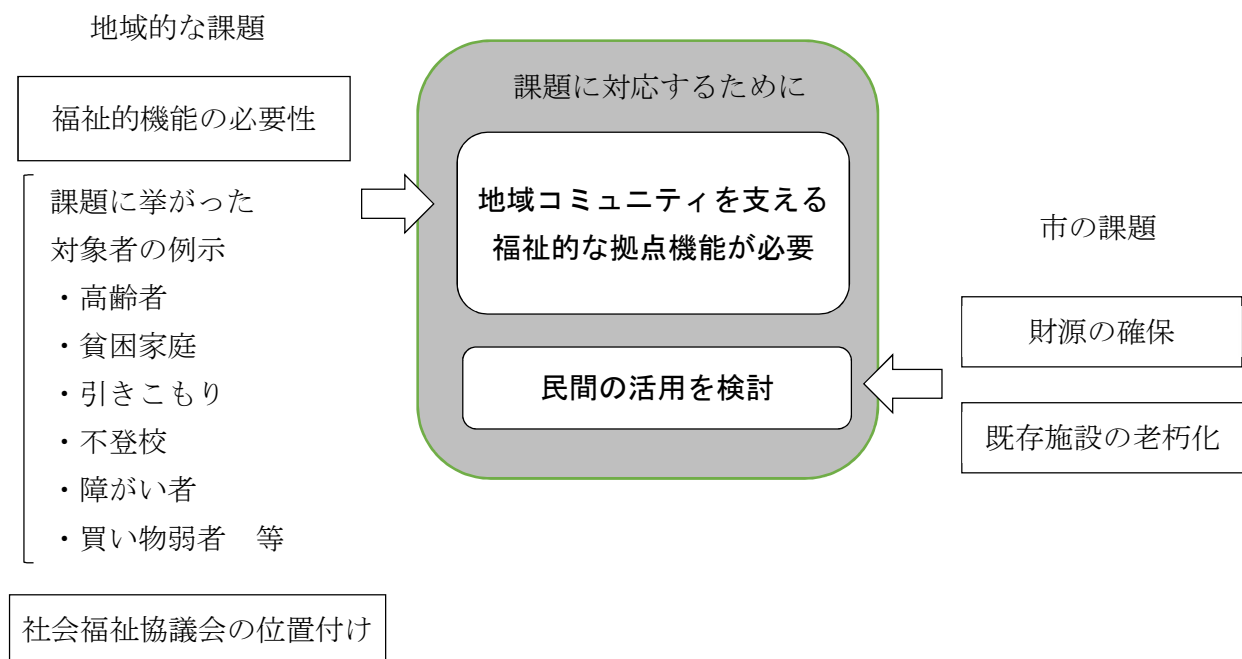 地域的な課題
福祉的機能の必要性
課題に挙がった
対象者の例示
・高齢者
・貧困家庭
・引きこもり
・不登校
・障がい者
・買い物弱者　等
社会福祉協議会の位置付け
課題に対応するために
地域コミュニティを支える
福祉的な拠点機能が必要
民間の活用を検討
市の課題
財源の確保
既存施設の老朽化